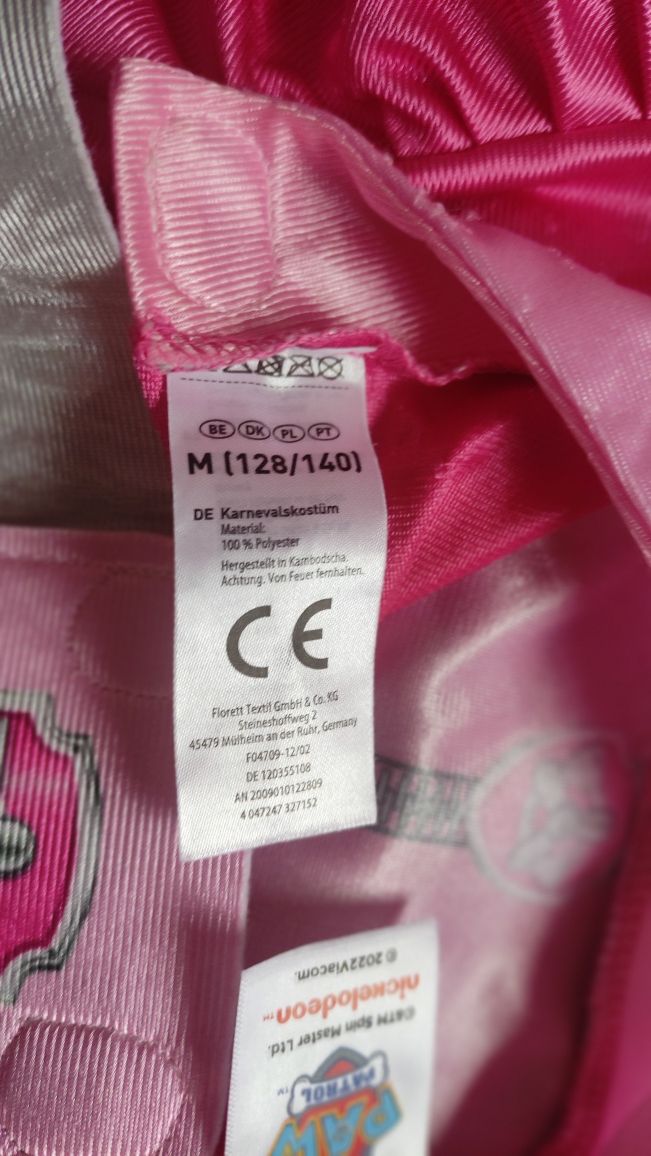 BE DK PL PT
M (128/140)
DE Karnevalskostüm
Material:
100 % Polyester
Hergestellt in Kambodscha.
Achtung. Von Feuer fernhalten.
CE
Florett Textil GmbH & Co. KG
Steineshoffweg 2
45479 Mülheim an der Ruhr, Germany
F04709-12/02
DE 120355108
AN 2009010122809
4 047247 327152
© 2022Viacom.
nickelodeon™
©&TM Spin Master Ltd.
PAW
PATROL™